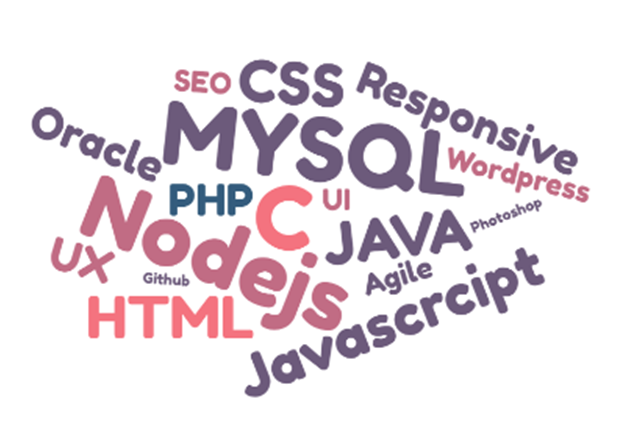 SEO
CSS
Responsive
Oracle
MYSQL
Wordpress
PHP
C
UI
Nodejs
JAVA
Photoshop
UX
Github
Agile
HTML
Javascrcipt